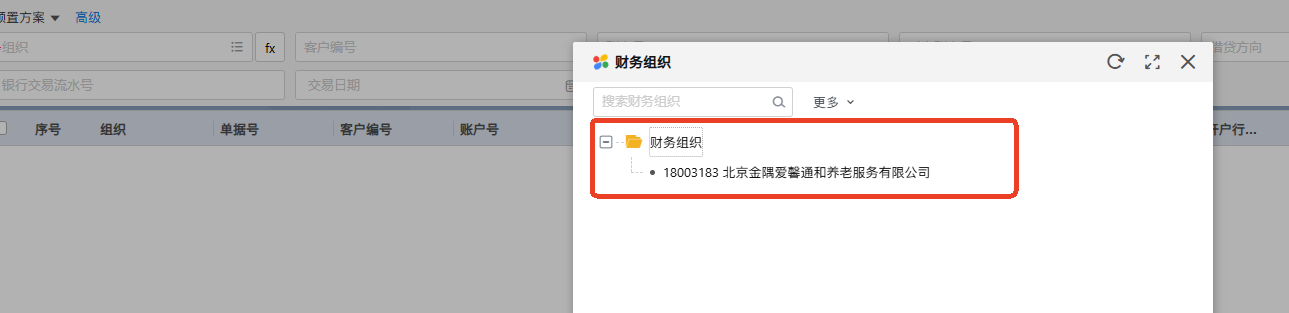 预置方案 高级
组织 fx 客户编号 借贷方向
银行交易流水号 交易日期
序号 组织 单据号 客户编号 账户号 开户行...
财务组织
搜索财务组织 更多
财务组织
18003183 北京金隅爱馨通和养老服务有限公司